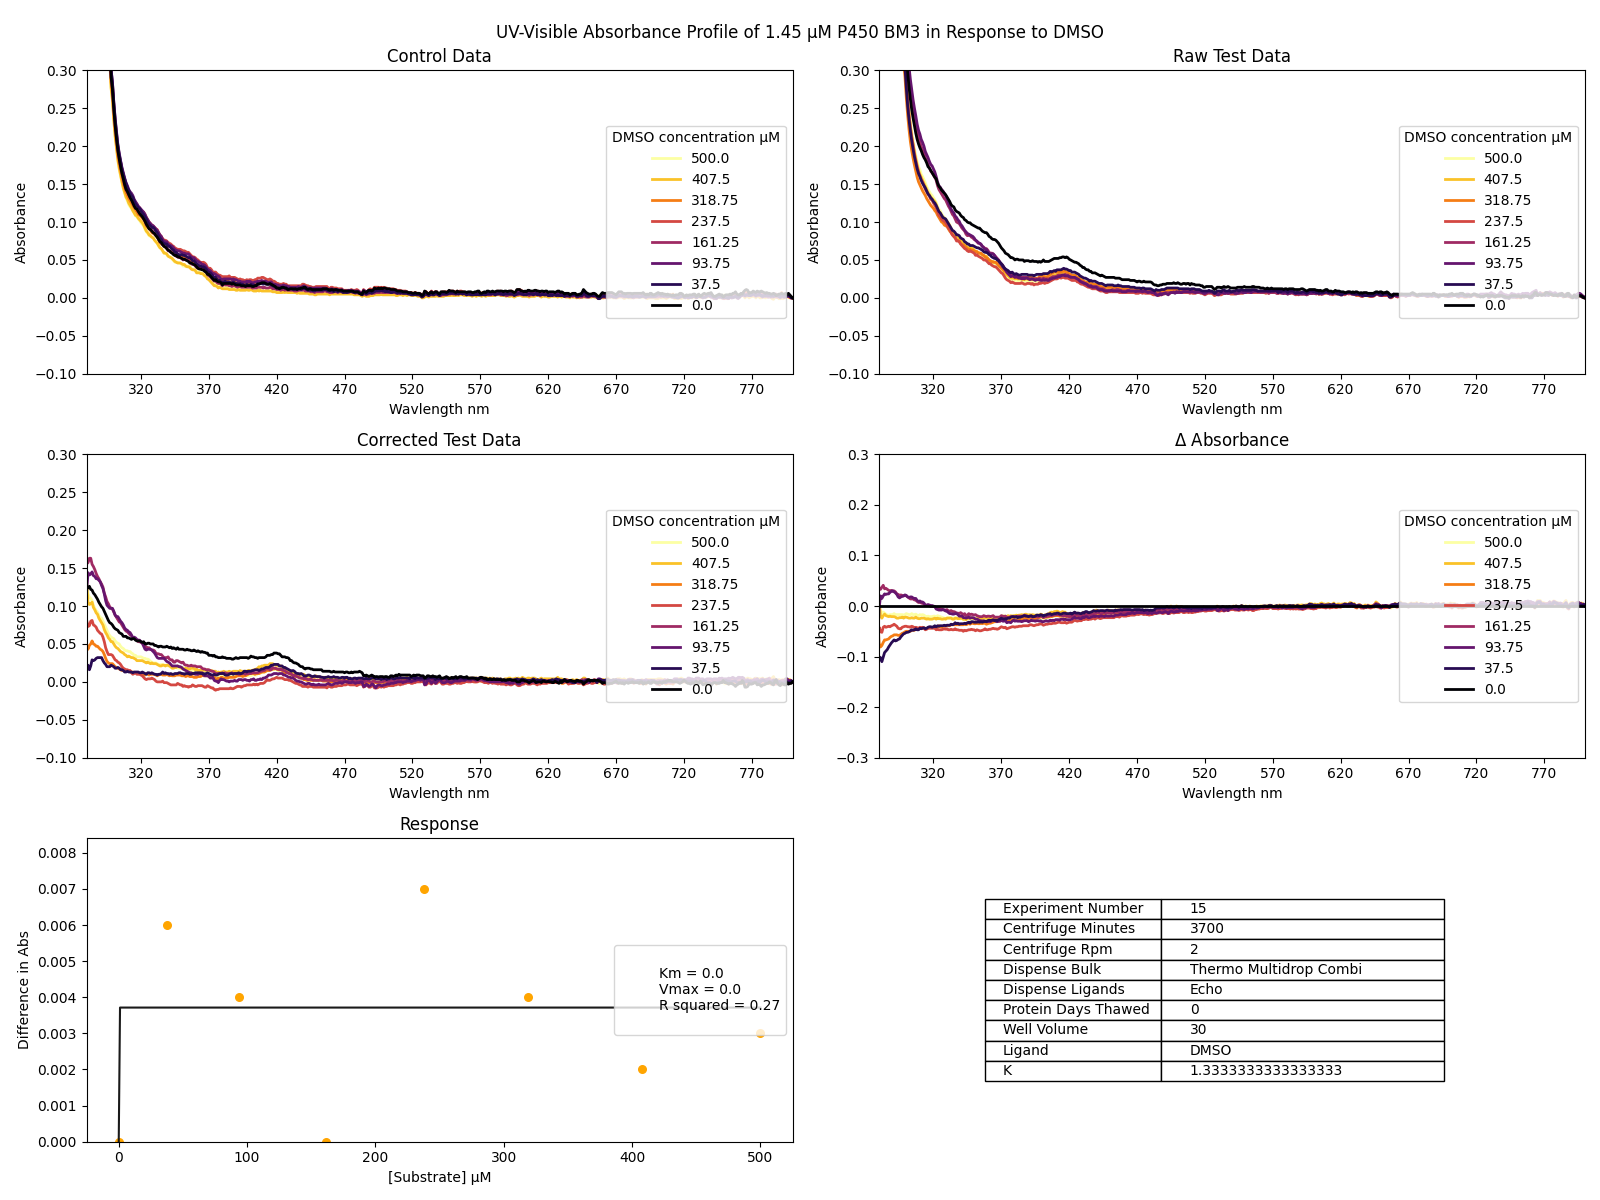 UV-Visible Absorbance Profile of 1.45 μM P450 BM3 in Response to DMSO
Control Data
Absorbance
0.30
0.25
0.20
0.15
0.10
0.05
0.00
−0.05
−0.10
320 370 420 470 520 570 620 670 720 770
Wavlength nm
DMSO concentration μM
500.0
407.5
318.75
237.5
161.25
93.75
37.5
0.0
Raw Test Data
Absorbance
0.30
0.25
0.20
0.15
0.10
0.05
0.00
−0.05
−0.10
320 370 420 470 520 570 620 670 720 770
Wavlength nm
DMSO concentration μM
500.0
407.5
318.75
237.5
161.25
93.75
37.5
0.0
Corrected Test Data
Absorbance
0.30
0.25
0.20
0.15
0.10
0.05
0.00
−0.05
−0.10
320 370 420 470 520 570 620 670 720 770
Wavlength nm
DMSO concentration μM
500.0
407.5
318.75
237.5
161.25
93.75
37.5
0.0
Δ Absorbance
Absorbance
0.3
0.2
0.1
0.0
−0.1
−0.2
−0.3
320 370 420 470 520 570 620 670 720 770
Wavlength nm
DMSO concentration μM
500.0
407.5
318.75
237.5
161.25
93.75
37.5
0.0
Response
Difference in Abs
0.008
0.007
0.006
0.005
0.004
0.003
0.002
0.001
0.000
0 100 200 300 400 500
[Substrate] μM
Km = 0.0
Vmax = 0.0
R squared = 0.27
Experiment Number 15
Centrifuge Minutes 3700
Centrifuge Rpm 2
Dispense Bulk Thermo Multidrop Combi
Dispense Ligands Echo
Protein Days Thawed 0
Well Volume 30
Ligand DMSO
K 1.3333333333333333